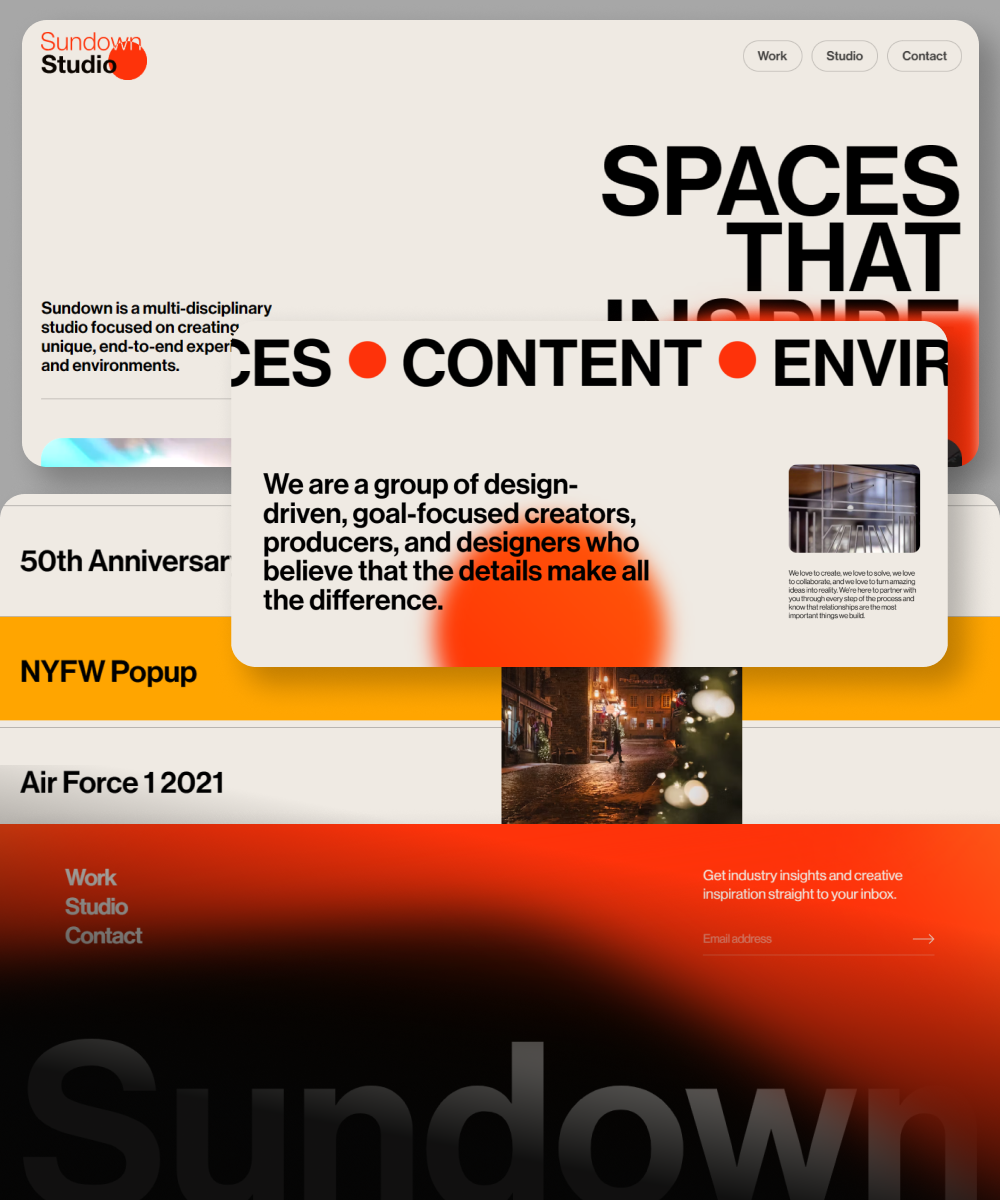 Sundown
Studio
Work
Studio
Contact
SPACES
THAT
Sundown is a multi-disciplinary
studio focused on creating
unique, end-to-end
and environments.
CES CONTENT ENVIR
We are a group of design-
driven, goal-focused creators,
producers, and designers who
believe that the details make all
the difference.
We love to create, we love to solve, we love
to collaborate, and we love to turn amazing
ideas into reality. We're here to partner with
you through every step of the process and
know that relationships are the most
important things we build.
50th Anniversar
NYFW Popup
Air Force 1 2021
Work
Studio
Contact
Get industry insights and creative
inspiration straight to your inbox.
Email address
Sundown